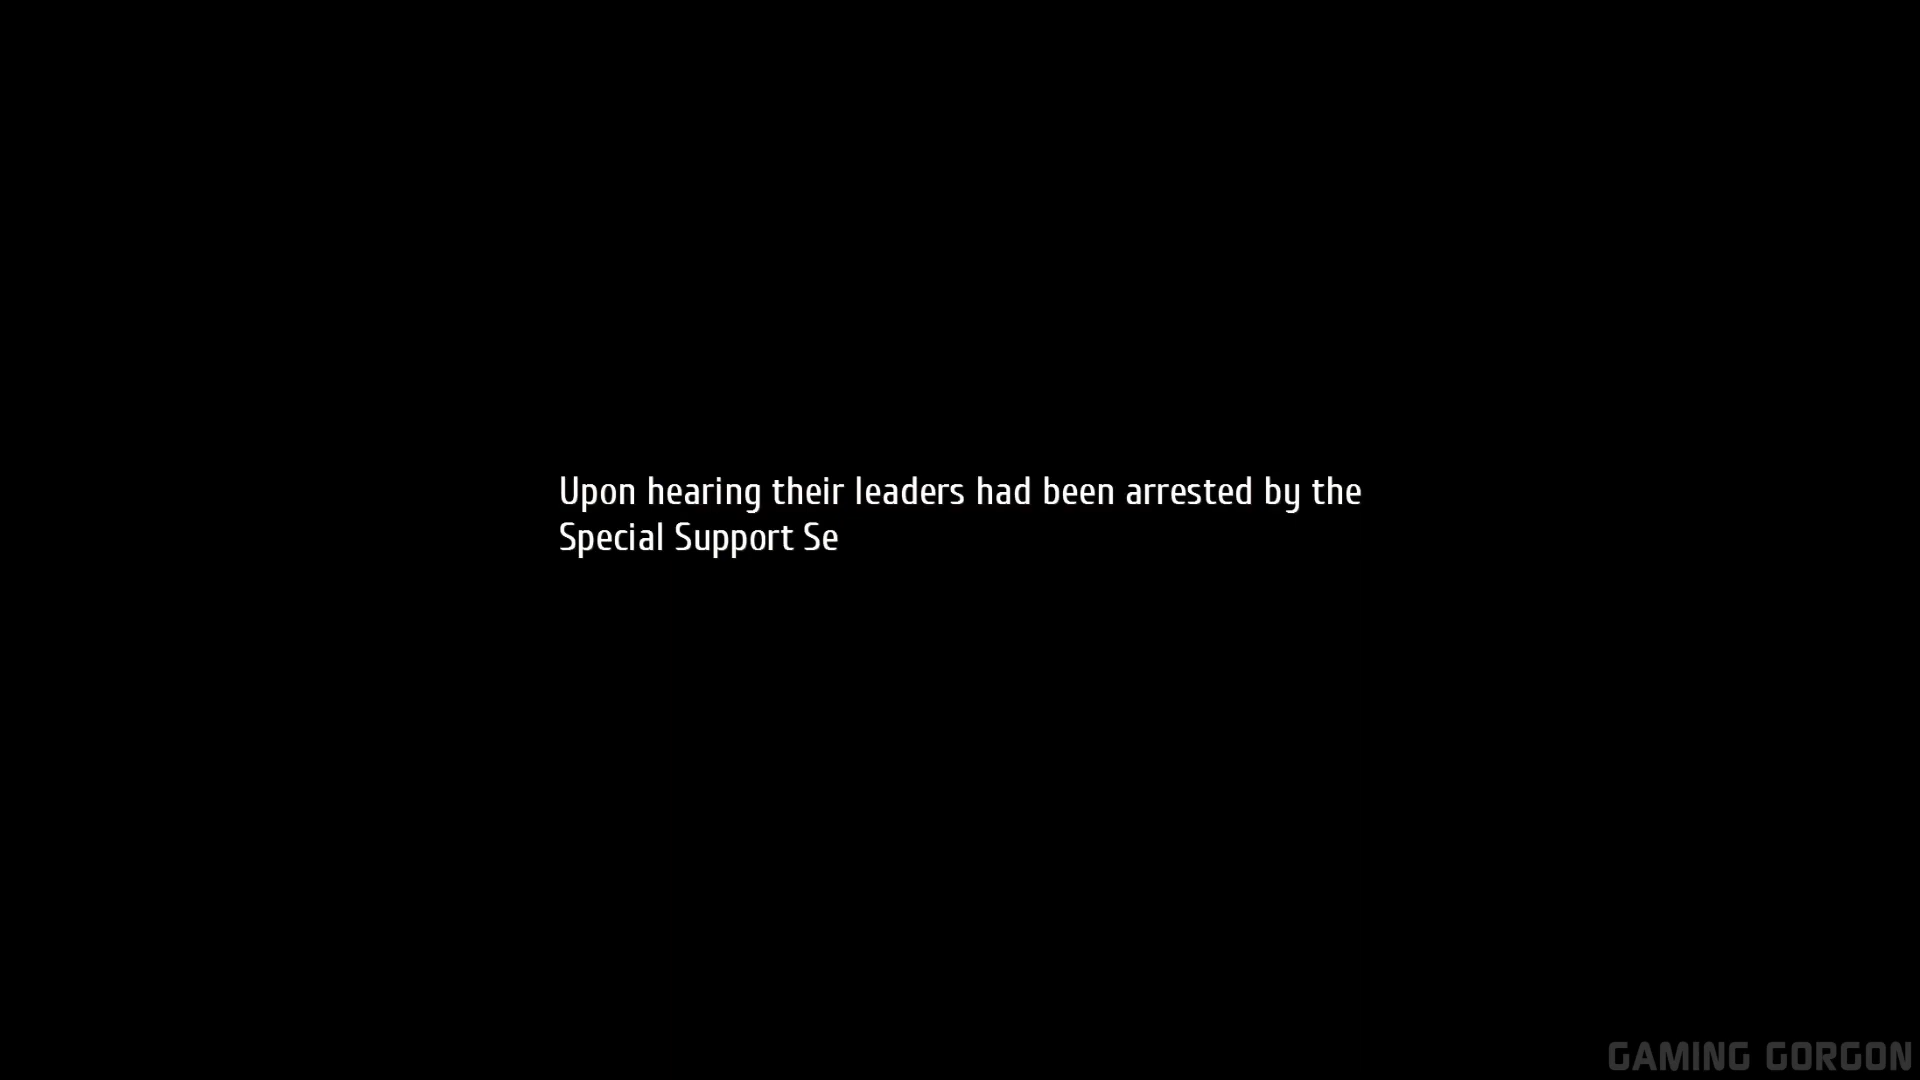 Upon hearing their leaders had been arrested by the
Special Support Se
GAMING GORGON